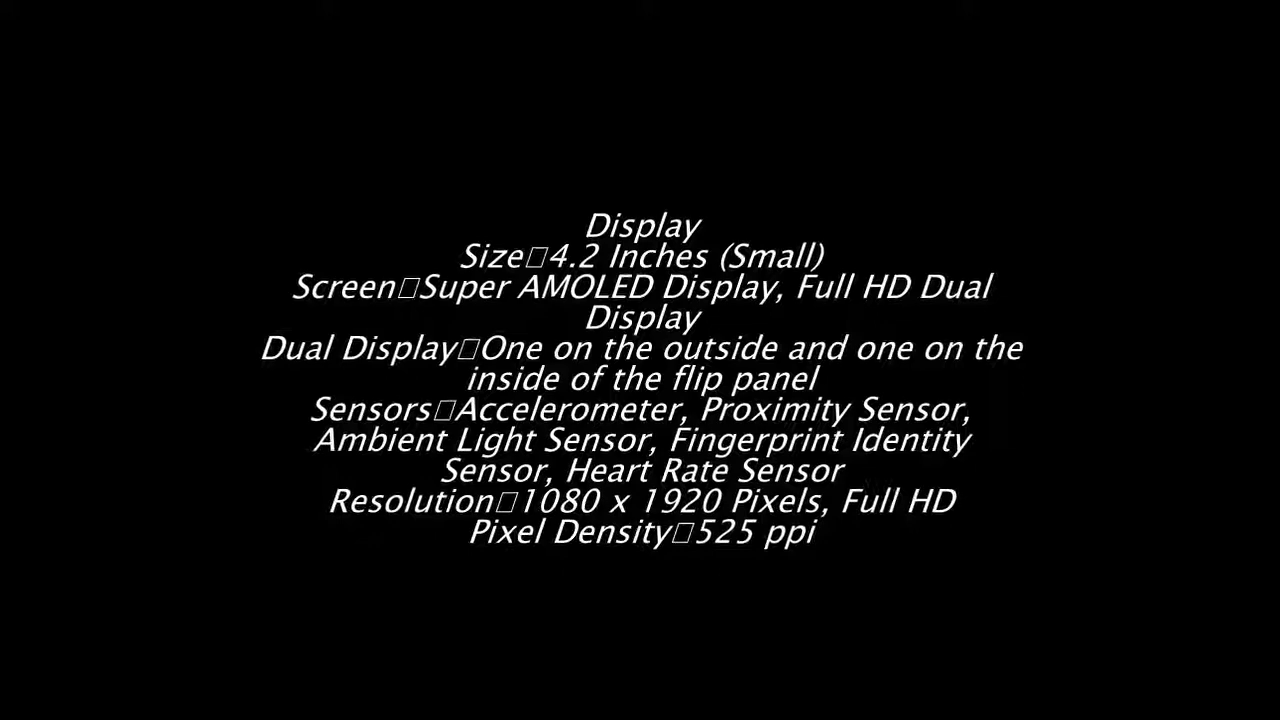 Display
Size□4.2 Inches (Small)
Screen□Super AMOLED Display, Full HD Dual
Display
Dual Display□One on the outside and one on the
inside of the flip panel
Sensors□Accelerometer, Proximity Sensor,
Ambient Light Sensor, Fingerprint Identity
Sensor, Heart Rate Sensor
Resolution□1080 x 1920 Pixels, Full HD
Pixel Density□525 ppi